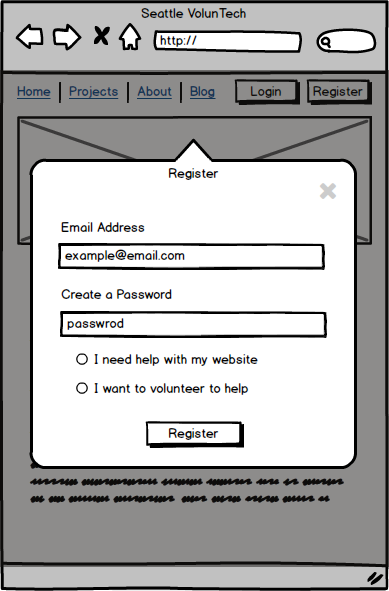 Seattle VolunTech
http://
Home Projects About Blog Login Register
Register
Email Address
example@email.com
Create a Password
passwrod
I need help with my website
I want to volunteer to help
Register